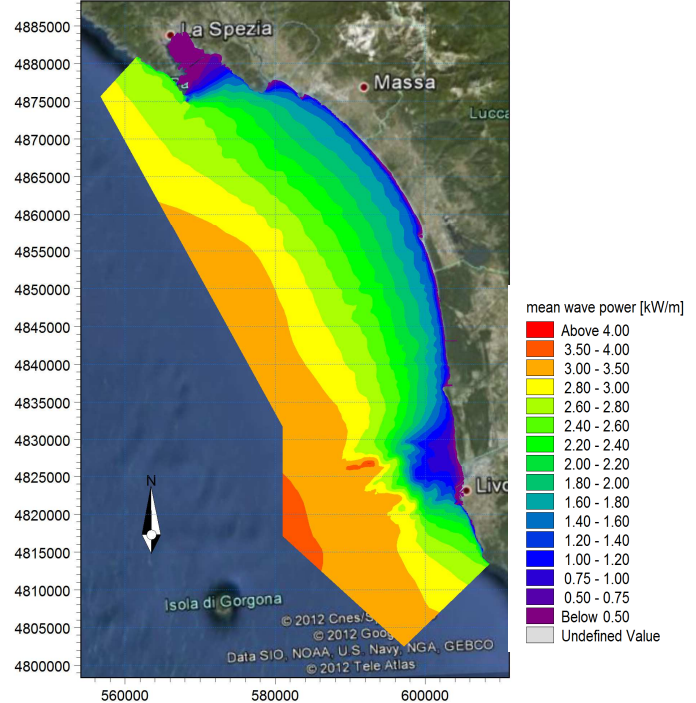 4885000
4880000
4875000
4870000
4865000
4860000
4855000
4850000
4845000
4840000
4835000
4830000
4825000
4820000
4815000
4810000
4805000
4800000
560000
580000
600000
La Spezia
Massa
Lucca
Livo
N
Isola di Gorgona
© 2012 Cnes/S
© 2012 Goog
Data SIO, NOAA, U.S. Navy, NGA, GEBCO
© 2012 Tele Atlas
mean wave power [kW/m]
Above 4.00
3.50 - 4.00
3.00 - 3.50
2.80 - 3.00
2.60 - 2.80
2.40 - 2.60
2.20 - 2.40
2.00 - 2.20
1.80 - 2.00
1.60 - 1.80
1.40 - 1.60
1.20 - 1.40
1.00 - 1.20
0.75 - 1.00
0.50 - 0.75
Below 0.50
Undefined Value